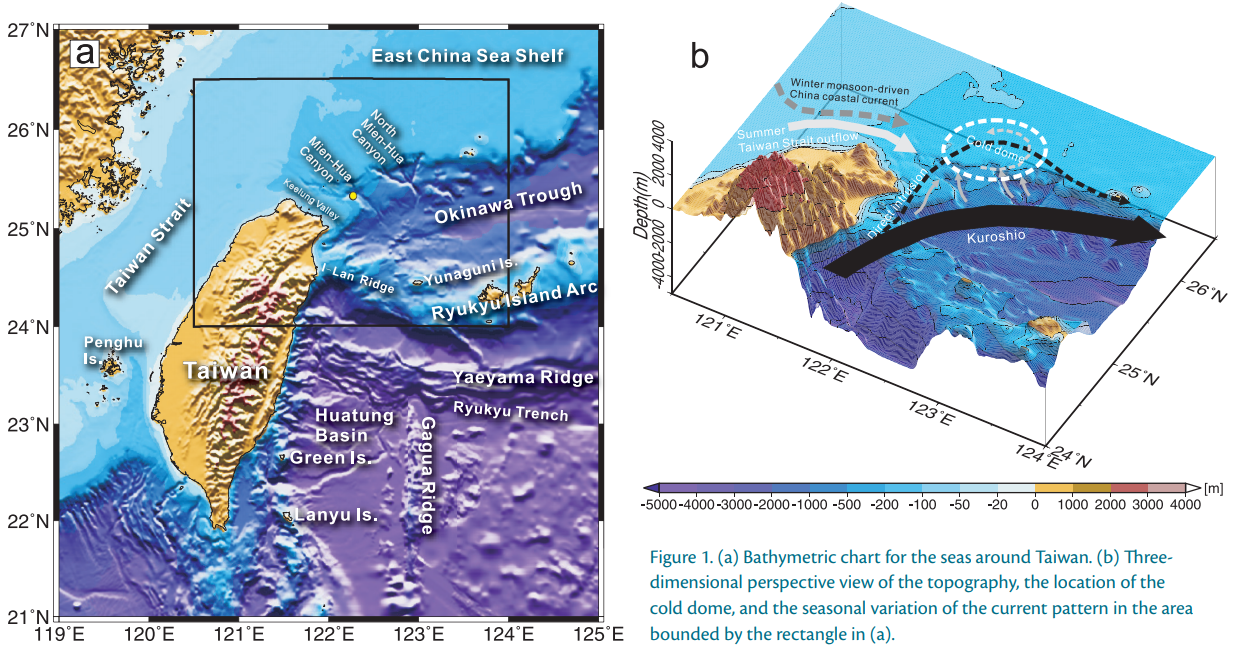 a
27°N
26°N
25°N
24°N
23°N
22°N
21°N
119°E
120°E
121°E
122°E
123°E
124°E
125°E
East China Sea Shelf
North
Mien-Hua
Canyon
Mien-Hua
Canyon
Keelung Valley
Okinawa Trough
Taiwan Strait
I-Lan Ridge
Yunaguni Is.
Ryukyu Island Arc
Penghu
Is.
Taiwan
Yaeyama Ridge
Ryukyu Trench
Huatung
Basin
Green Is.
Gagua Ridge
Lanyu Is.
b
Winter monsoon-driven
China coastal current
Summer
Taiwan Strait outflow
Cold dome
Direct intrusion
Kuroshio
Depth(m)
-4000-2000 0 2000 4000
121°E
122°E
123°E
124°E
24°N
25°N
26°N
-5000 -4000 -3000 -2000 -1000 -500 -200 -100 -50 -20 0 1000 2000 3000 4000
[m]
Figure 1. (a) Bathymetric chart for the seas around Taiwan. (b) Three-
dimensional perspective view of the topography, the location of the
cold dome, and the seasonal variation of the current pattern in the area
bounded by the rectangle in (a).